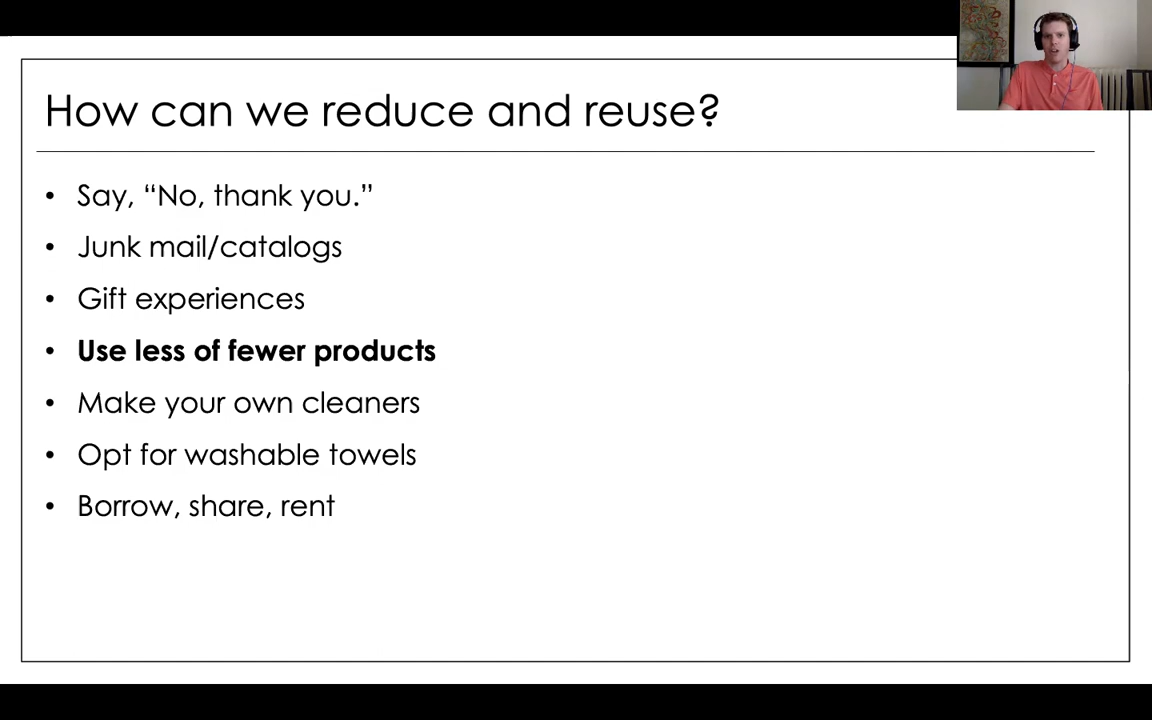 How can we reduce and reuse?
• Say, “No, thank you.”
• Junk mail/catalogs
• Gift experiences
• Use less of fewer products
• Make your own cleaners
• Opt for washable towels
• Borrow, share, rent